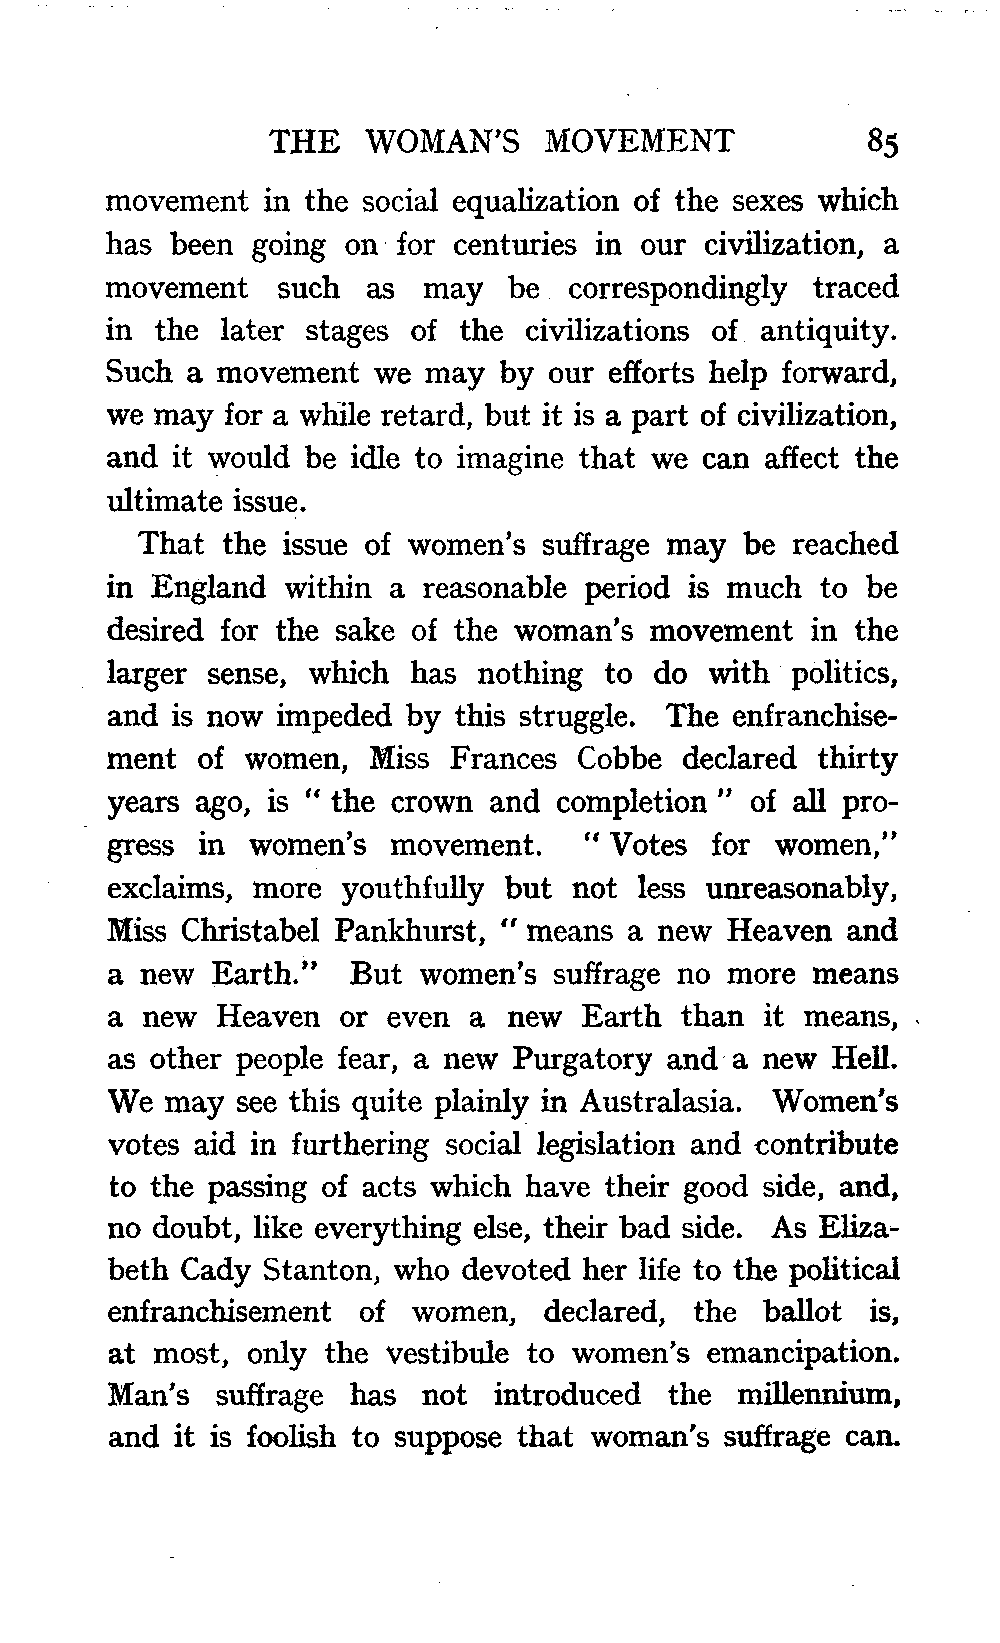 THE WOMAN'S MOVEMENT 85
movement in the social equalization of the sexes which
has been going on for centuries in our civilization, a
movement such as may be correspondingly traced
in the later stages of the civilizations of antiquity.
Such a movement we may by our efforts help forward,
we may for a while retard, but it is a part of civilization,
and it would be idle to imagine that we can affect the
ultimate issue.
That the issue of women's suffrage may be reached
in England within a reasonable period is much to be
desired for the sake of the woman's movement in the
larger sense, which has nothing to do with politics,
and is now impeded by this struggle. The enfranchise-
ment of women, Miss Frances Cobbe declared thirty
years ago, is " the crown and completion " of all pro-
gress in women's movement. " Votes for women,"
exclaims, more youthfully but not less unreasonably,
Miss Christabel Pankhurst, " means a new Heaven and
a new Earth." But women's suffrage no more means
a new Heaven or even a new Earth than it means,
as other people fear, a new Purgatory and a new Hell.
We may see this quite plainly in Australasia. Women's
votes aid in furthering social legislation and contribute
to the passing of acts which have their good side, and,
no doubt, like everything else, their bad side. As Eliza-
beth Cady Stanton, who devoted her life to the political
enfranchisement of women, declared, the ballot is,
at most, only the vestibule to women's emancipation.
Man's suffrage has not introduced the millennium,
and it is foolish to suppose that woman's suffrage can.